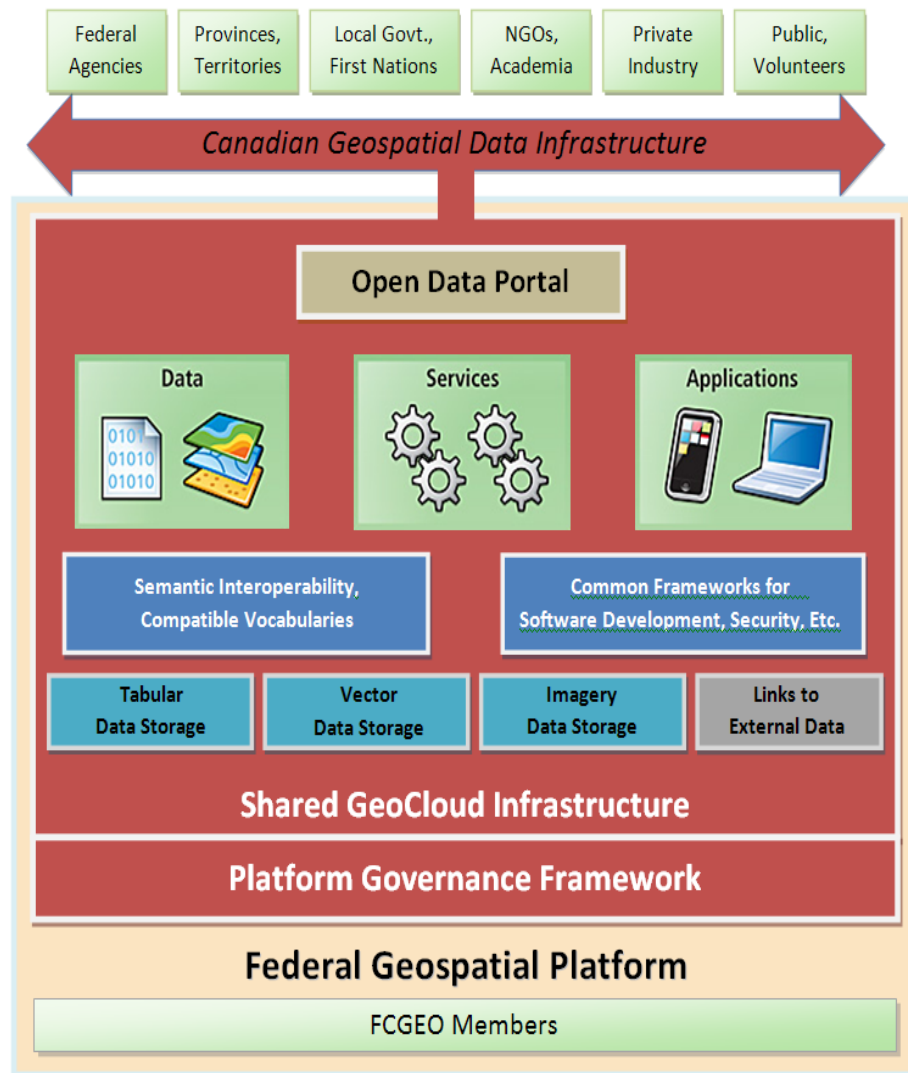 Federal
Agencies
Provinces,
Territories
Local Govt.,
First Nations
NGOs,
Academia
Private
Industry
Public,
Volunteers
Canadian Geospatial Data Infrastructure
Open Data Portal
Data
0101
01010
01010
Services
Applications
Semantic Interoperability,
Compatible Vocabularies
Common Frameworks for
Software Development, Security, Etc.
Tabular
Data Storage
Vector
Data Storage
Imagery
Data Storage
Links to
External Data
Shared GeoCloud Infrastructure
Platform Governance Framework
Federal Geospatial Platform
FCGEO Members